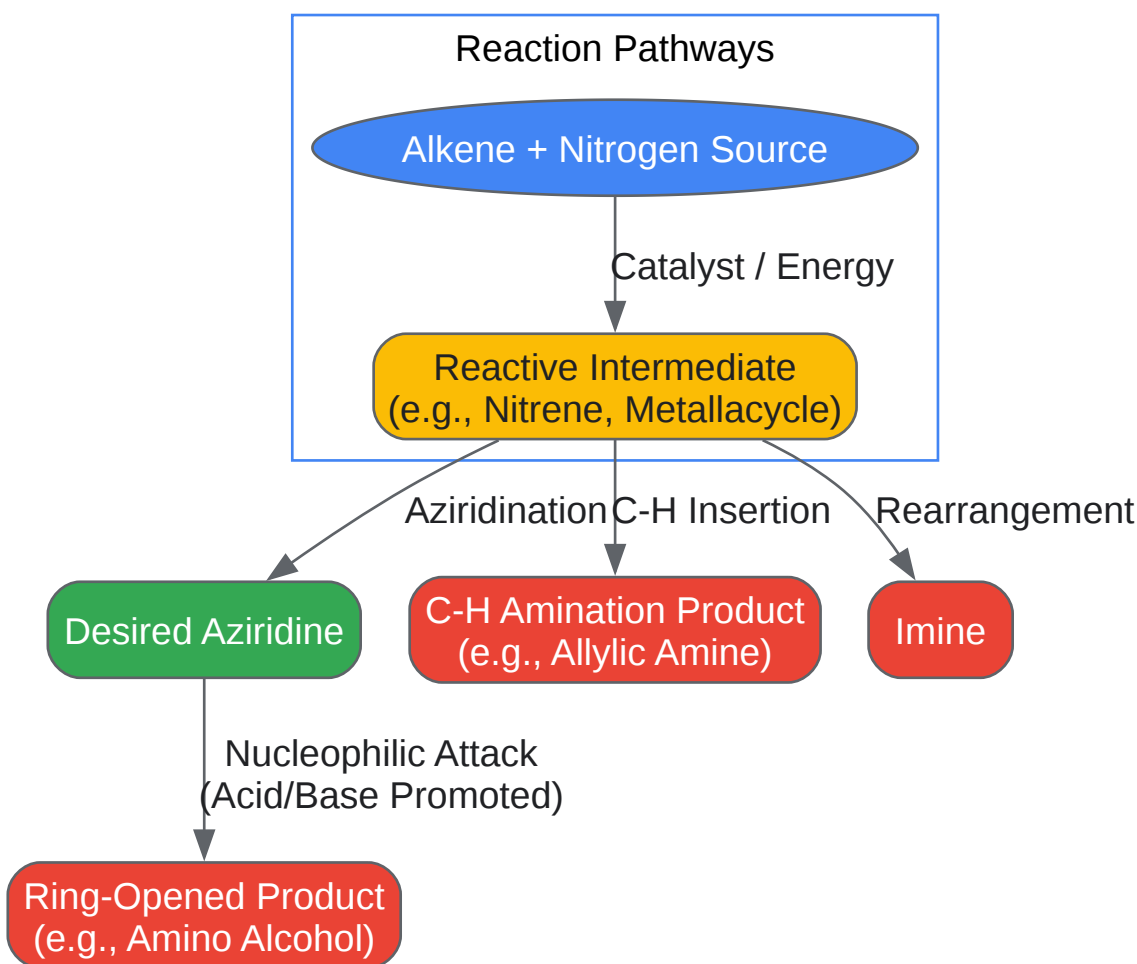 Reaction Pathways
Alkene + Nitrogen Source
Catalyst / Energy
Reactive Intermediate
(e.g., Nitrene, Metallacycle)
Aziridination
C-H Insertion
Rearrangement
Desired Aziridine
C-H Amination Product
(e.g., Allylic Amine)
Imine
Nucleophilic Attack
(Acid/Base Promoted)
Ring-Opened Product
(e.g., Amino Alcohol)